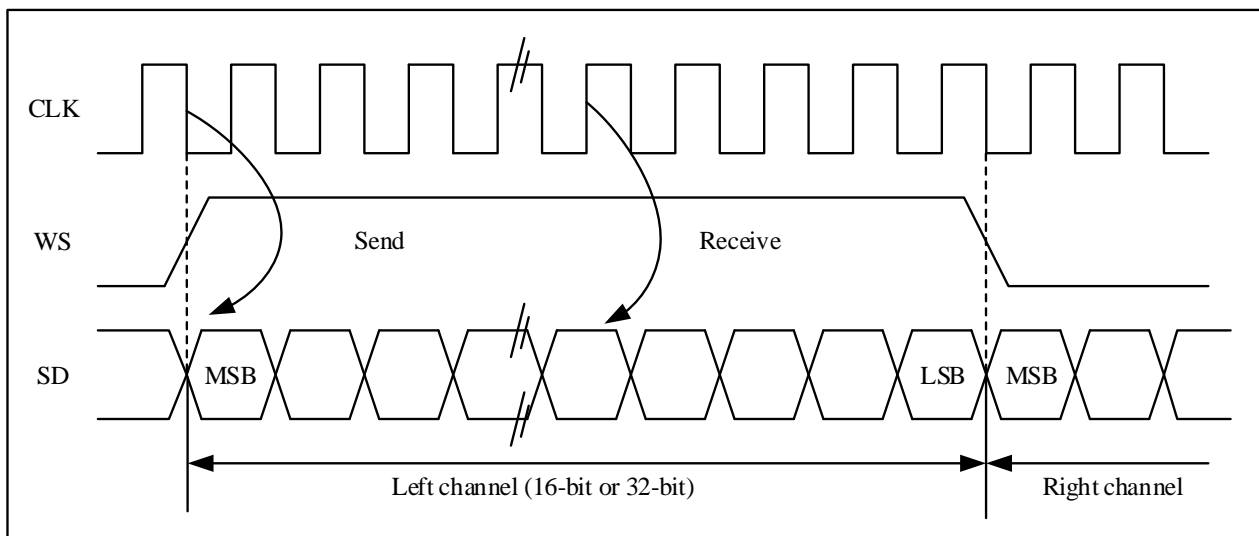 CLK
WS
Send
Receive
SD
MSB
LSB
MSB
Left channel (16-bit or 32-bit)
Right channel